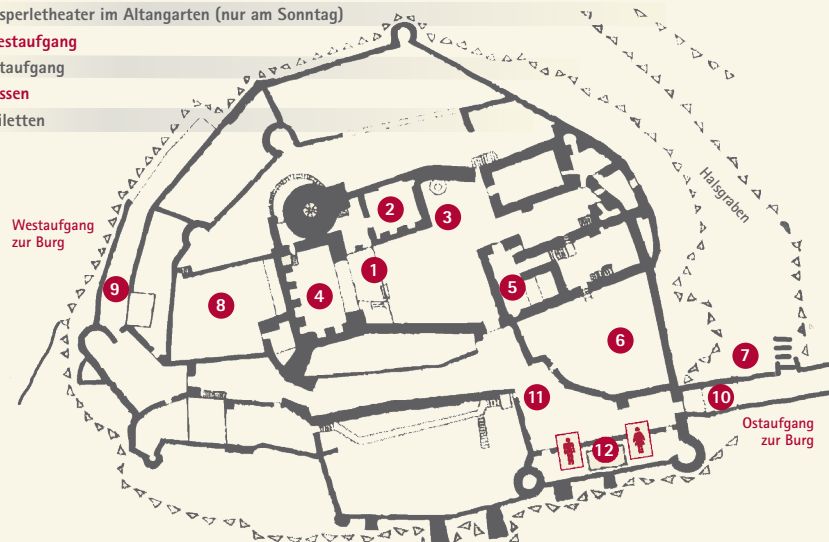 sperletheater im Altangarten (nur am Sonntag)
estaufgang
taufgang
ssen
iletten
Halsgraben
Westaufgang
zur Burg
2
3
1
9
8
4
5
6
7
11
10
Ostaufgang
zur Burg
12